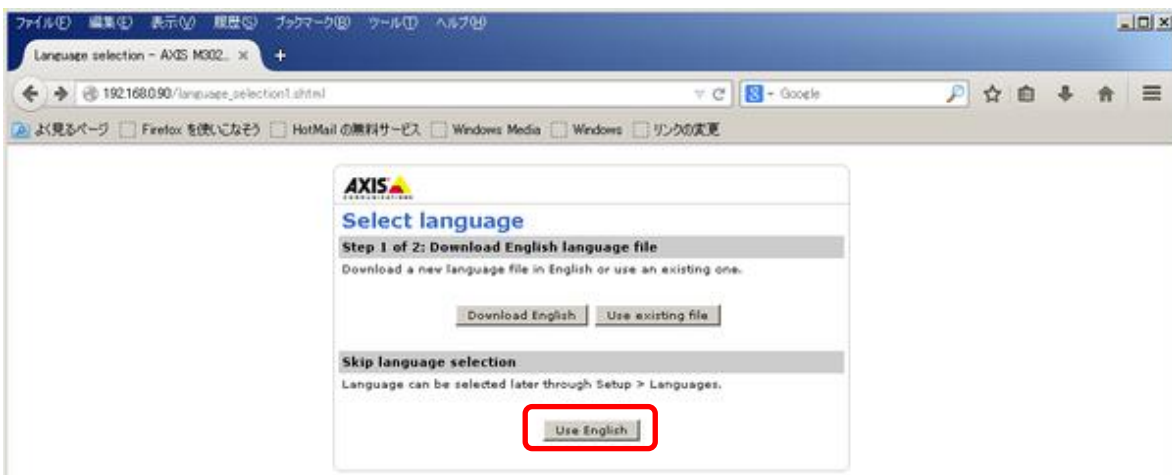 ファイル(F) 編集(E) 表示(V) 履歴(S) ブックマーク(B) ツール(T) ヘルプ(H)
Language selection - AXIS M302... × +
192.168.0.90/language_selection1.shtml
Google
よく見るページ Firefox を使いこなそう HotMail の無料サービス Windows Media Windows リンクの変更
AXIS
COMMUNICATIONS
Select language
Step 1 of 2: Download English language file
Download a new language file in English or use an existing one.
Download English Use existing file
Skip language selection
Language can be selected later through Setup > Languages.
Use English